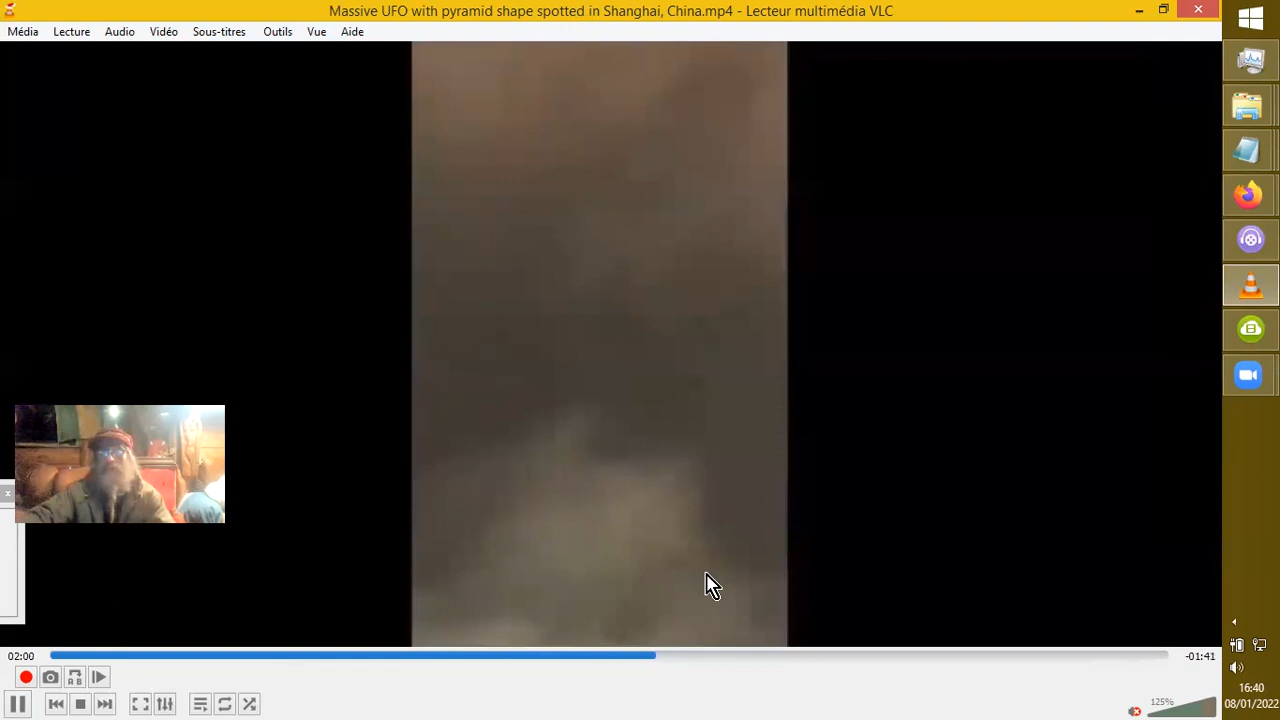 Massive UFO with pyramid shape spotted in Shanghai, China.mp4 - Lecteur multimédia VLC
Média Lecture Audio Vidéo Sous-titres Outils Vue Aide
02:00
-01:41
125%
16:40
08/01/2022